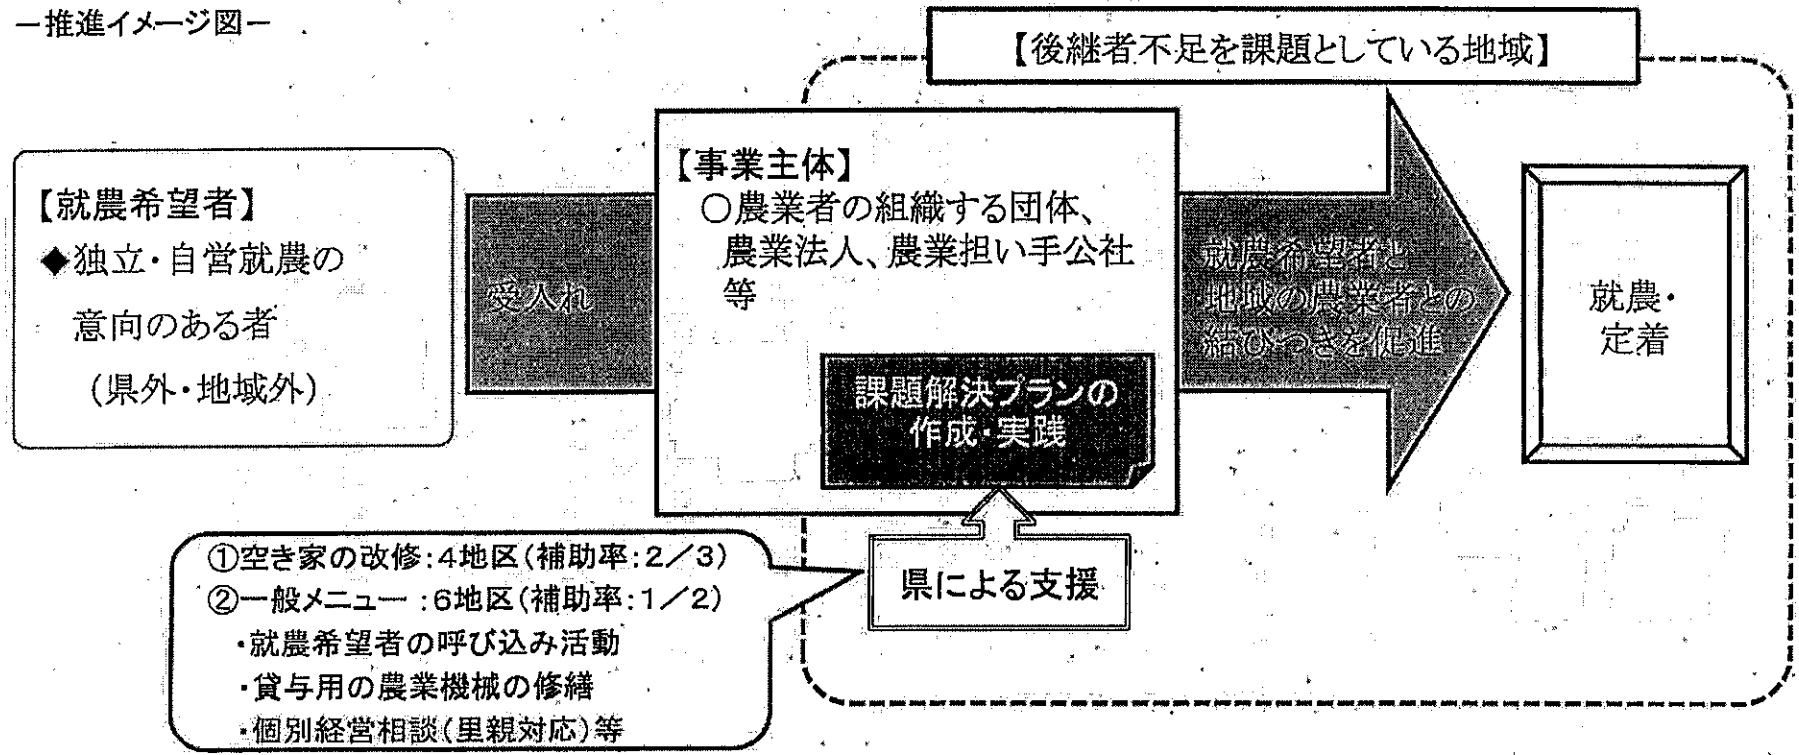 －推進イメージ図－
【後継者不足を課題としている地域】
【就農希望者】
◆独立・自営就農の
意向のある者
（県外・地域外）
受入れ
【事業主体】
○農業者の組織する団体、
農業法人、農業担い手公社
等
課題解決プランの
作成・実践
就農希望者と
地域の農業者との
結びつきを促進
就農・
定着
県による支援
①空き家の改修：4地区（補助率：2／3）
②一般メニュー：6地区（補助率：1／2）
・就農希望者の呼び込み活動
・貸与用の農業機械の修繕
・個別経営相談（里親対応）等